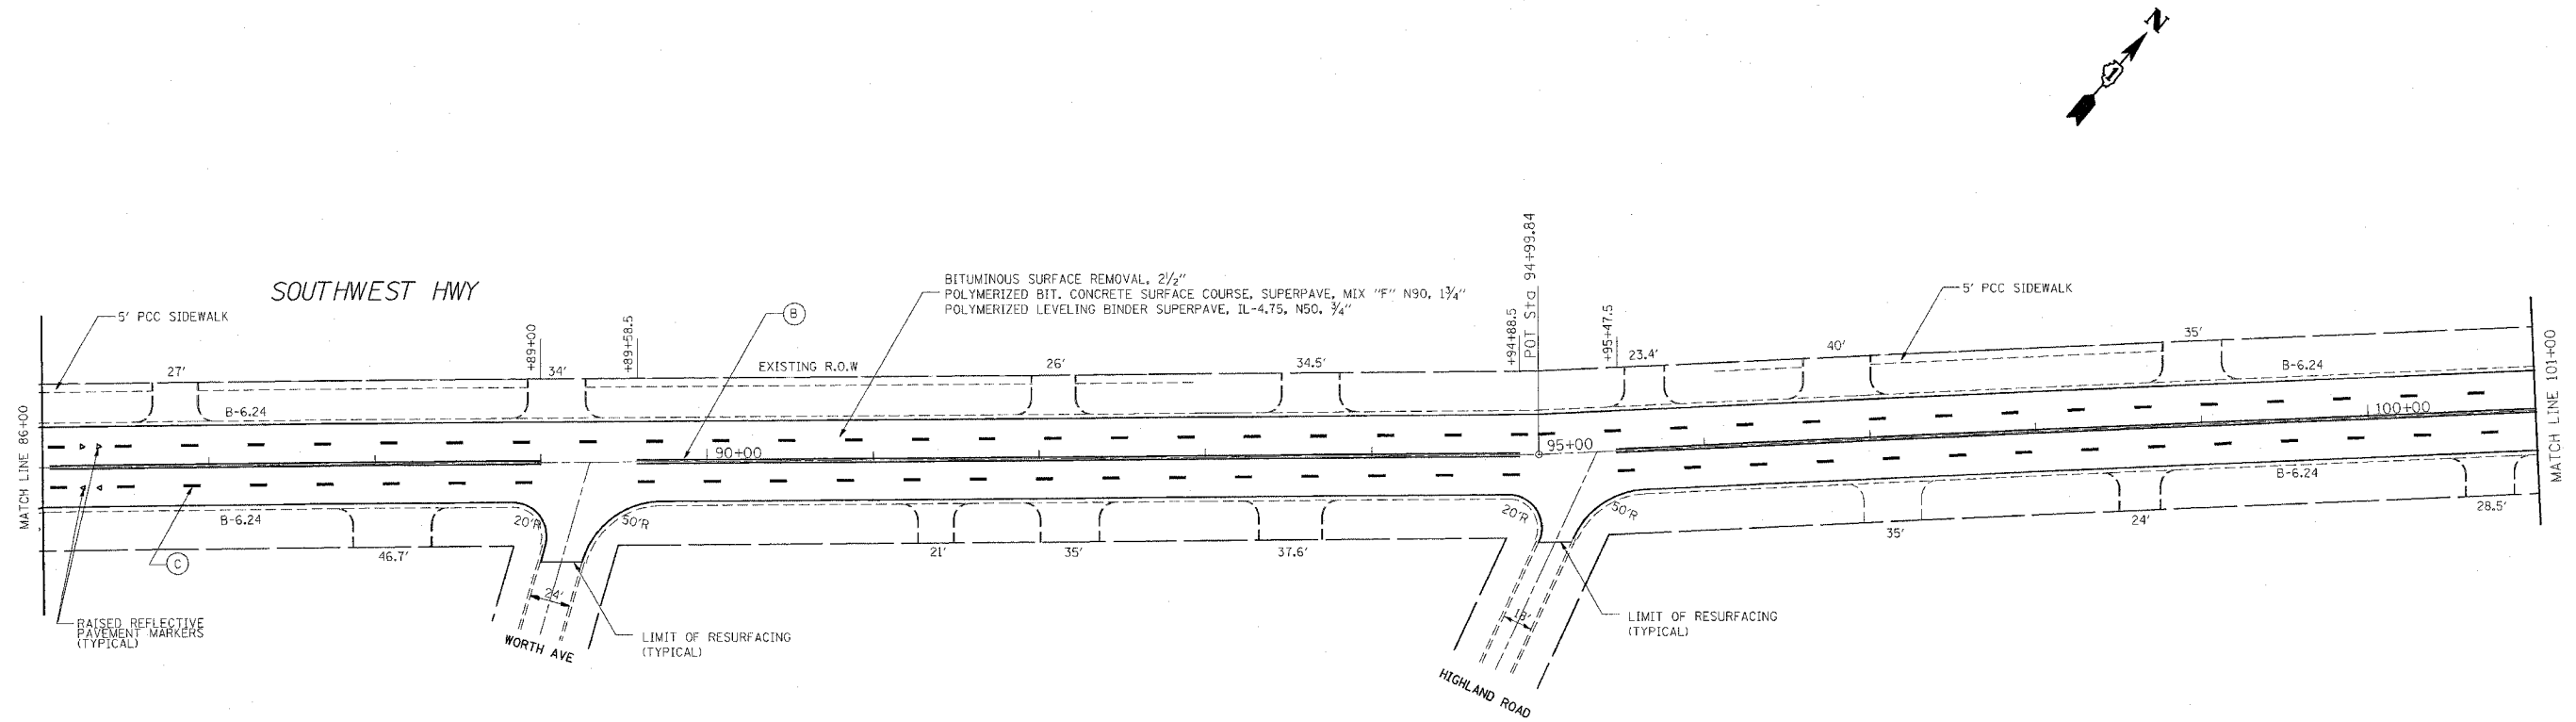 N
1
POT Sta 94+99.84
SOUTHWEST HWY
BITUMINOUS SURFACE REMOVAL, 2½"
POLYMERIZED BIT. CONCRETE SURFACE COURSE, SUPERPAVE, MIX "F" N90, 1¾"
POLYMERIZED LEVELING BINDER SUPERPAVE, IL-4.75, N50, ¾"
5' PCC SIDEWALK
5' PCC SIDEWALK
B
+89+00
+89+58.5
+94+88.5
+95+47.5
27'
34'
EXISTING R.O.W
26'
34.5'
23.4'
40'
35'
B-6.24
B-6.24
MATCH LINE 86+00
MATCH LINE 101+00
90+00
95+00
100+00
B-6.24
B-6.24
20'R
50'R
20'R
50'R
46.7'
21'
35'
37.6'
35'
24'
28.5'
C
24'
18'
RAISED REFLECTIVE
PAVEMENT MARKERS
(TYPICAL)
WORTH AVE
LIMIT OF RESURFACING
(TYPICAL)
LIMIT OF RESURFACING
(TYPICAL)
HIGHLAND ROAD